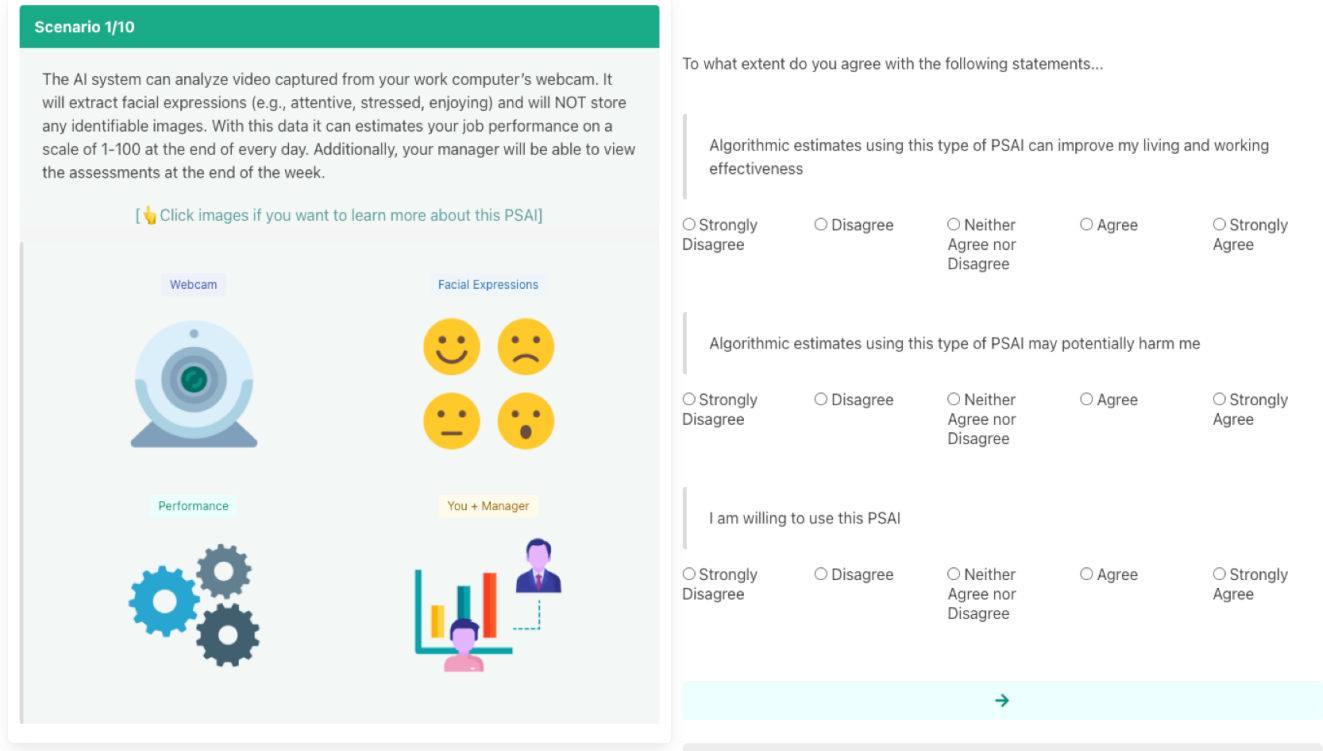 Scenario 1/10
The AI system can analyze video captured from your work computer's webcam. It
will extract facial expressions (e.g., attentive, stressed, enjoying) and will NOT store
any identifiable images. With this data it can estimates your job performance on a
scale of 1-100 at the end of every day. Additionally, your manager will be able to view
the assessments at the end of the week.
[👆Click images if you want to learn more about this PSAI]
Webcam
Facial Expressions
Performance
You + Manager
To what extent do you agree with the following statements...
Algorithmic estimates using this type of PSAI can improve my living and working
effectiveness
Strongly Disagree
Disagree
Neither Agree nor Disagree
Agree
Strongly Agree
Algorithmic estimates using this type of PSAI may potentially harm me
Strongly Disagree
Disagree
Neither Agree nor Disagree
Agree
Strongly Agree
I am willing to use this PSAI
Strongly Disagree
Disagree
Neither Agree nor Disagree
Agree
Strongly Agree
→